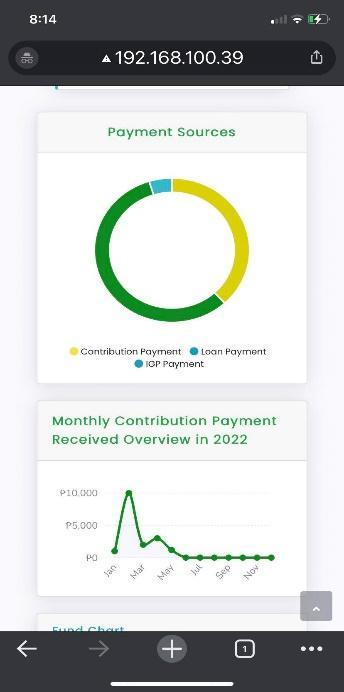 8:14
192.168.100.39
Payment Sources
Contribution Payment Loan Payment
IGP Payment
Monthly Contribution Payment
Received Overview in 2022
₱10,000
₱5,000
₱0
Jan Mar May Jul Sep Nov
Fund Chart
1